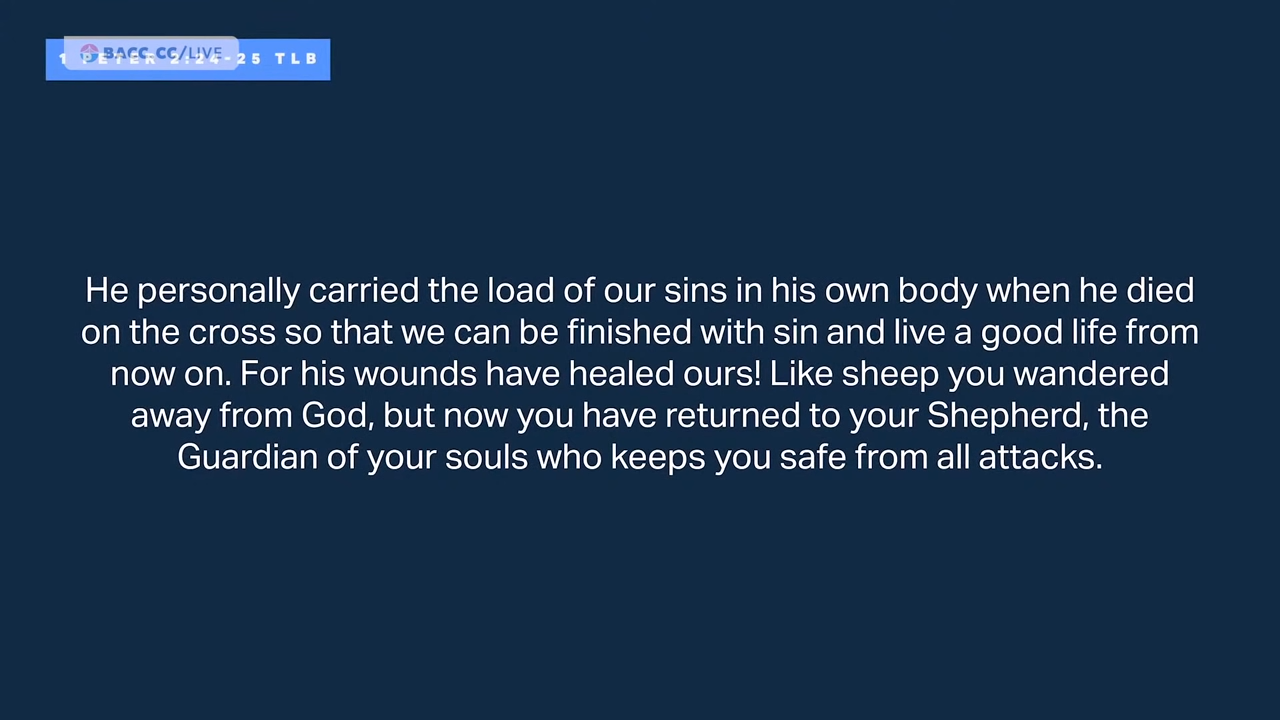 1 PETER 2:24-25 TLB
BACC.CC/LIVE
He personally carried the load of our sins in his own body when he died
on the cross so that we can be finished with sin and live a good life from
now on. For his wounds have healed ours! Like sheep you wandered
away from God, but now you have returned to your Shepherd, the
Guardian of your souls who keeps you safe from all attacks.